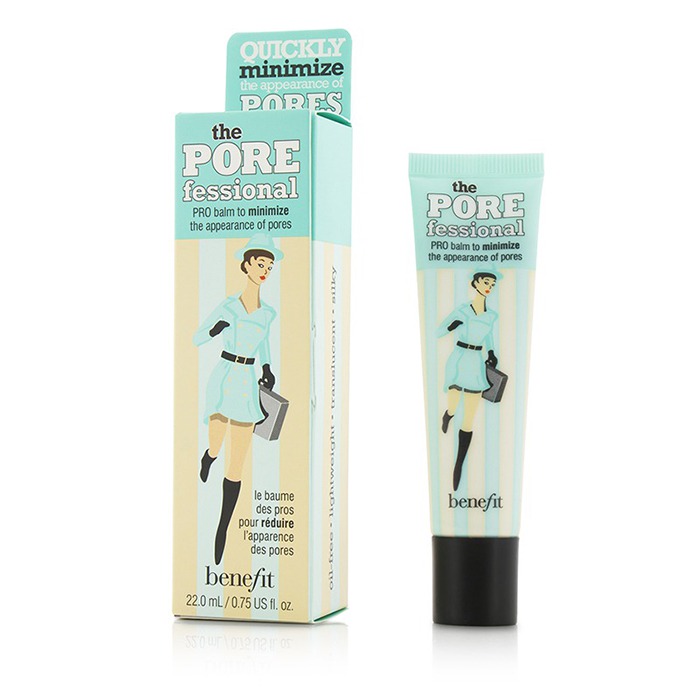 QUICKLY
minimize
the appearance of
PORES
the
PORE
fessional
PRO balm to minimize
the appearance of pores
le baume
des pros
pour réduire
l'apparence
des pores
benefit
22.0 mL / 0.75 US fl. oz.
oil-free • lightweight • translucent • silky
the
PORE
fessional
PRO balm to minimize
the appearance of pores
benefit